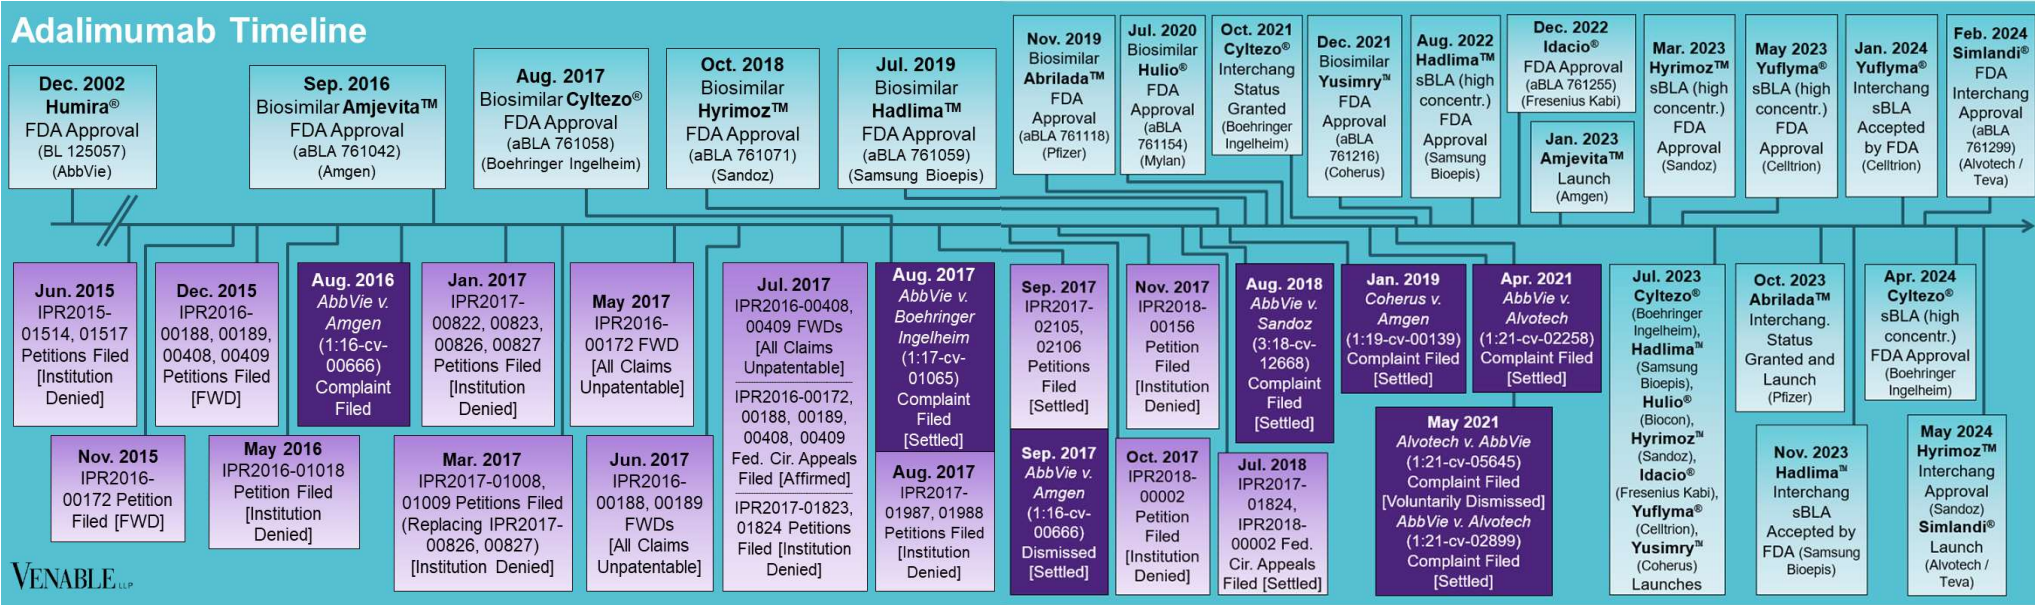 Adalimumab Timeline
Dec. 2002
Humira®
FDA Approval
(BL 125057)
(AbbVie)
Sep. 2016
Biosimilar Amjevita™
FDA Approval
(aBLA 761042)
(Amgen)
Aug. 2017
Biosimilar Cyltezo®
FDA Approval
(aBLA 761058)
(Boehringer Ingelheim)
Oct. 2018
Biosimilar
Hyrimoz™
FDA Approval
(aBLA 761071)
(Sandoz)
Jul. 2019
Biosimilar
Hadlima™
FDA Approval
(aBLA 761059)
(Samsung Bioepis)
Nov. 2019
Biosimilar
Abrilada™
FDA
Approval
(aBLA 761118)
(Pfizer)
Jul. 2020
Biosimilar
Hulio®
FDA
Approval
(aBLA
761154)
(Mylan)
Oct. 2021
Cyltezo®
Interchang
Status
Granted
(Boehringer
Ingelheim)
Dec. 2021
Biosimilar
Yusimry™
FDA
Approval
(aBLA
761216)
(Coherus)
Aug. 2022
Hadlima™
sBLA (high
concentr.)
FDA
Approval
(Samsung
Bioepis)
Dec. 2022
Idacio®
FDA Approval
(aBLA 761255)
(Fresenius Kabi)
Jan. 2023
Amjevita™
Launch
(Amgen)
Mar. 2023
Hyrimoz™
sBLA (high
concentr.)
FDA
Approval
(Sandoz)
May 2023
Yuflyma®
sBLA (high
concentr.)
FDA
Approval
(Celltrion)
Jan. 2024
Yuflyma®
Interchang
sBLA
Accepted
by FDA
(Celltrion)
Feb. 2024
Simlandi®
FDA
Interchang
Approval
(aBLA
761299)
(Alvotech /
Teva)
Jun. 2015
IPR2015-
01514, 01517
Petitions Filed
[Institution
Denied]
Nov. 2015
IPR2016-
00172 Petition
Filed [FWD]
Dec. 2015
IPR2016-
00188, 00189,
00408, 00409
Petitions Filed
[FWD]
May 2016
IPR2016-01018
Petition Filed
[Institution
Denied]
Aug. 2016
AbbVie v.
Amgen
(1:16-cv-
00666)
Complaint
Filed
Jan. 2017
IPR2017-
00822, 00823,
00826, 00827
Petitions Filed
[Institution
Denied]
Mar. 2017
IPR2017-01008,
01009 Petitions Filed
(Replacing IPR2017-
00826, 00827)
[Institution Denied]
May 2017
IPR2016-
00172 FWD
[All Claims
Unpatentable]
Jun. 2017
IPR2016-
00188, 00189
FWDs
[All Claims
Unpatentable]
Jul. 2017
IPR2016-00408,
00409 FWDs
[All Claims
Unpatentable]
IPR2016-00172,
00188, 00189,
00408, 00409
Fed. Cir. Appeals
Filed [Affirmed]
IPR2017-01823,
01824 Petitions
Filed [Institution
Denied]
Aug. 2017
AbbVie v.
Boehringer
Ingelheim
(1:17-cv-
01065)
Complaint
Filed
[Settled]
Aug. 2017
IPR2017-
01987, 01988
Petitions Filed
[Institution
Denied]
Sep. 2017
IPR2017-
02105,
02106
Petitions
Filed
[Settled]
Sep. 2017
AbbVie v.
Amgen
(1:16-cv-
00666)
Dismissed
[Settled]
Nov. 2017
IPR2018-
00156
Petition
Filed
[Institution
Denied]
Oct. 2017
IPR2018-
00002
Petition
Filed
[Institution
Denied]
Aug. 2018
AbbVie v.
Sandoz
(3:18-cv-
12668)
Complaint
Filed
[Settled]
Jul. 2018
IPR2017-
01824,
IPR2018-
00002 Fed.
Cir. Appeals
Filed [Settled]
Jan. 2019
Coherus v.
Amgen
(1:19-cv-00139)
Complaint Filed
[Settled]
Apr. 2021
AbbVie v.
Alvotech
(1:21-cv-02258)
Complaint Filed
[Settled]
May 2021
Alvotech v. AbbVie
(1:21-cv-05645)
Complaint Filed
[Voluntarily Dismissed]
AbbVie v. Alvotech
(1:21-cv-02899)
Complaint Filed
[Settled]
Jul. 2023
Cyltezo®
(Boehringer
Ingelheim),
Hadlima™
(Samsung
Bioepis),
Hulio®
(Biocon),
Hyrimoz™
(Sandoz),
Idacio®
(Fresenius Kabi),
Yuflyma®
(Celltrion),
Yusimry™
(Coherus)
Launches
Oct. 2023
Abrilada™
Interchang.
Status
Granted and
Launch
(Pfizer)
Nov. 2023
Hadlima™
Interchang
sBLA
Accepted by
FDA (Samsung
Bioepis)
Apr. 2024
Cyltezo®
sBLA (high
concentr.)
FDA Approval
(Boehringer
Ingelheim)
May 2024
Hyrimoz™
Interchang
Approval
(Sandoz)
Simlandi®
Launch
(Alvotech /
Teva)
VENABLE LLP